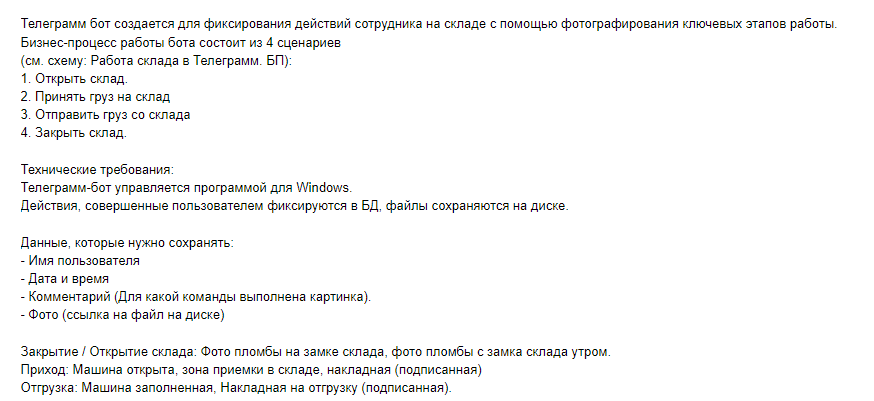 Телеграмм бот создается для фиксирования действий сотрудника на складе с помощью фотографирования ключевых этапов работы.
Бизнес-процесс работы бота состоит из 4 сценариев
(см. схему: Работа склада в Телеграмм. БП):
1. Открыть склад.
2. Принять груз на склад
3. Отправить груз со склада
4. Закрыть склад.
Технические требования:
Телеграмм-бот управляется программой для Windows.
Действия, совершенные пользователем фиксируются в БД, файлы сохраняются на диске.
Данные, которые нужно сохранять:
- Имя пользователя
- Дата и время
- Комментарий (Для какой команды выполнена картинка).
- Фото (ссылка на файл на диске)
Закрытие / Открытие склада: Фото пломбы на замке склада, фото пломбы с замка склада утром.
Приход: Машина открыта, зона приемки в складе, накладная (подписанная)
Отгрузка: Машина заполненная, Накладная на отгрузку (подписанная).